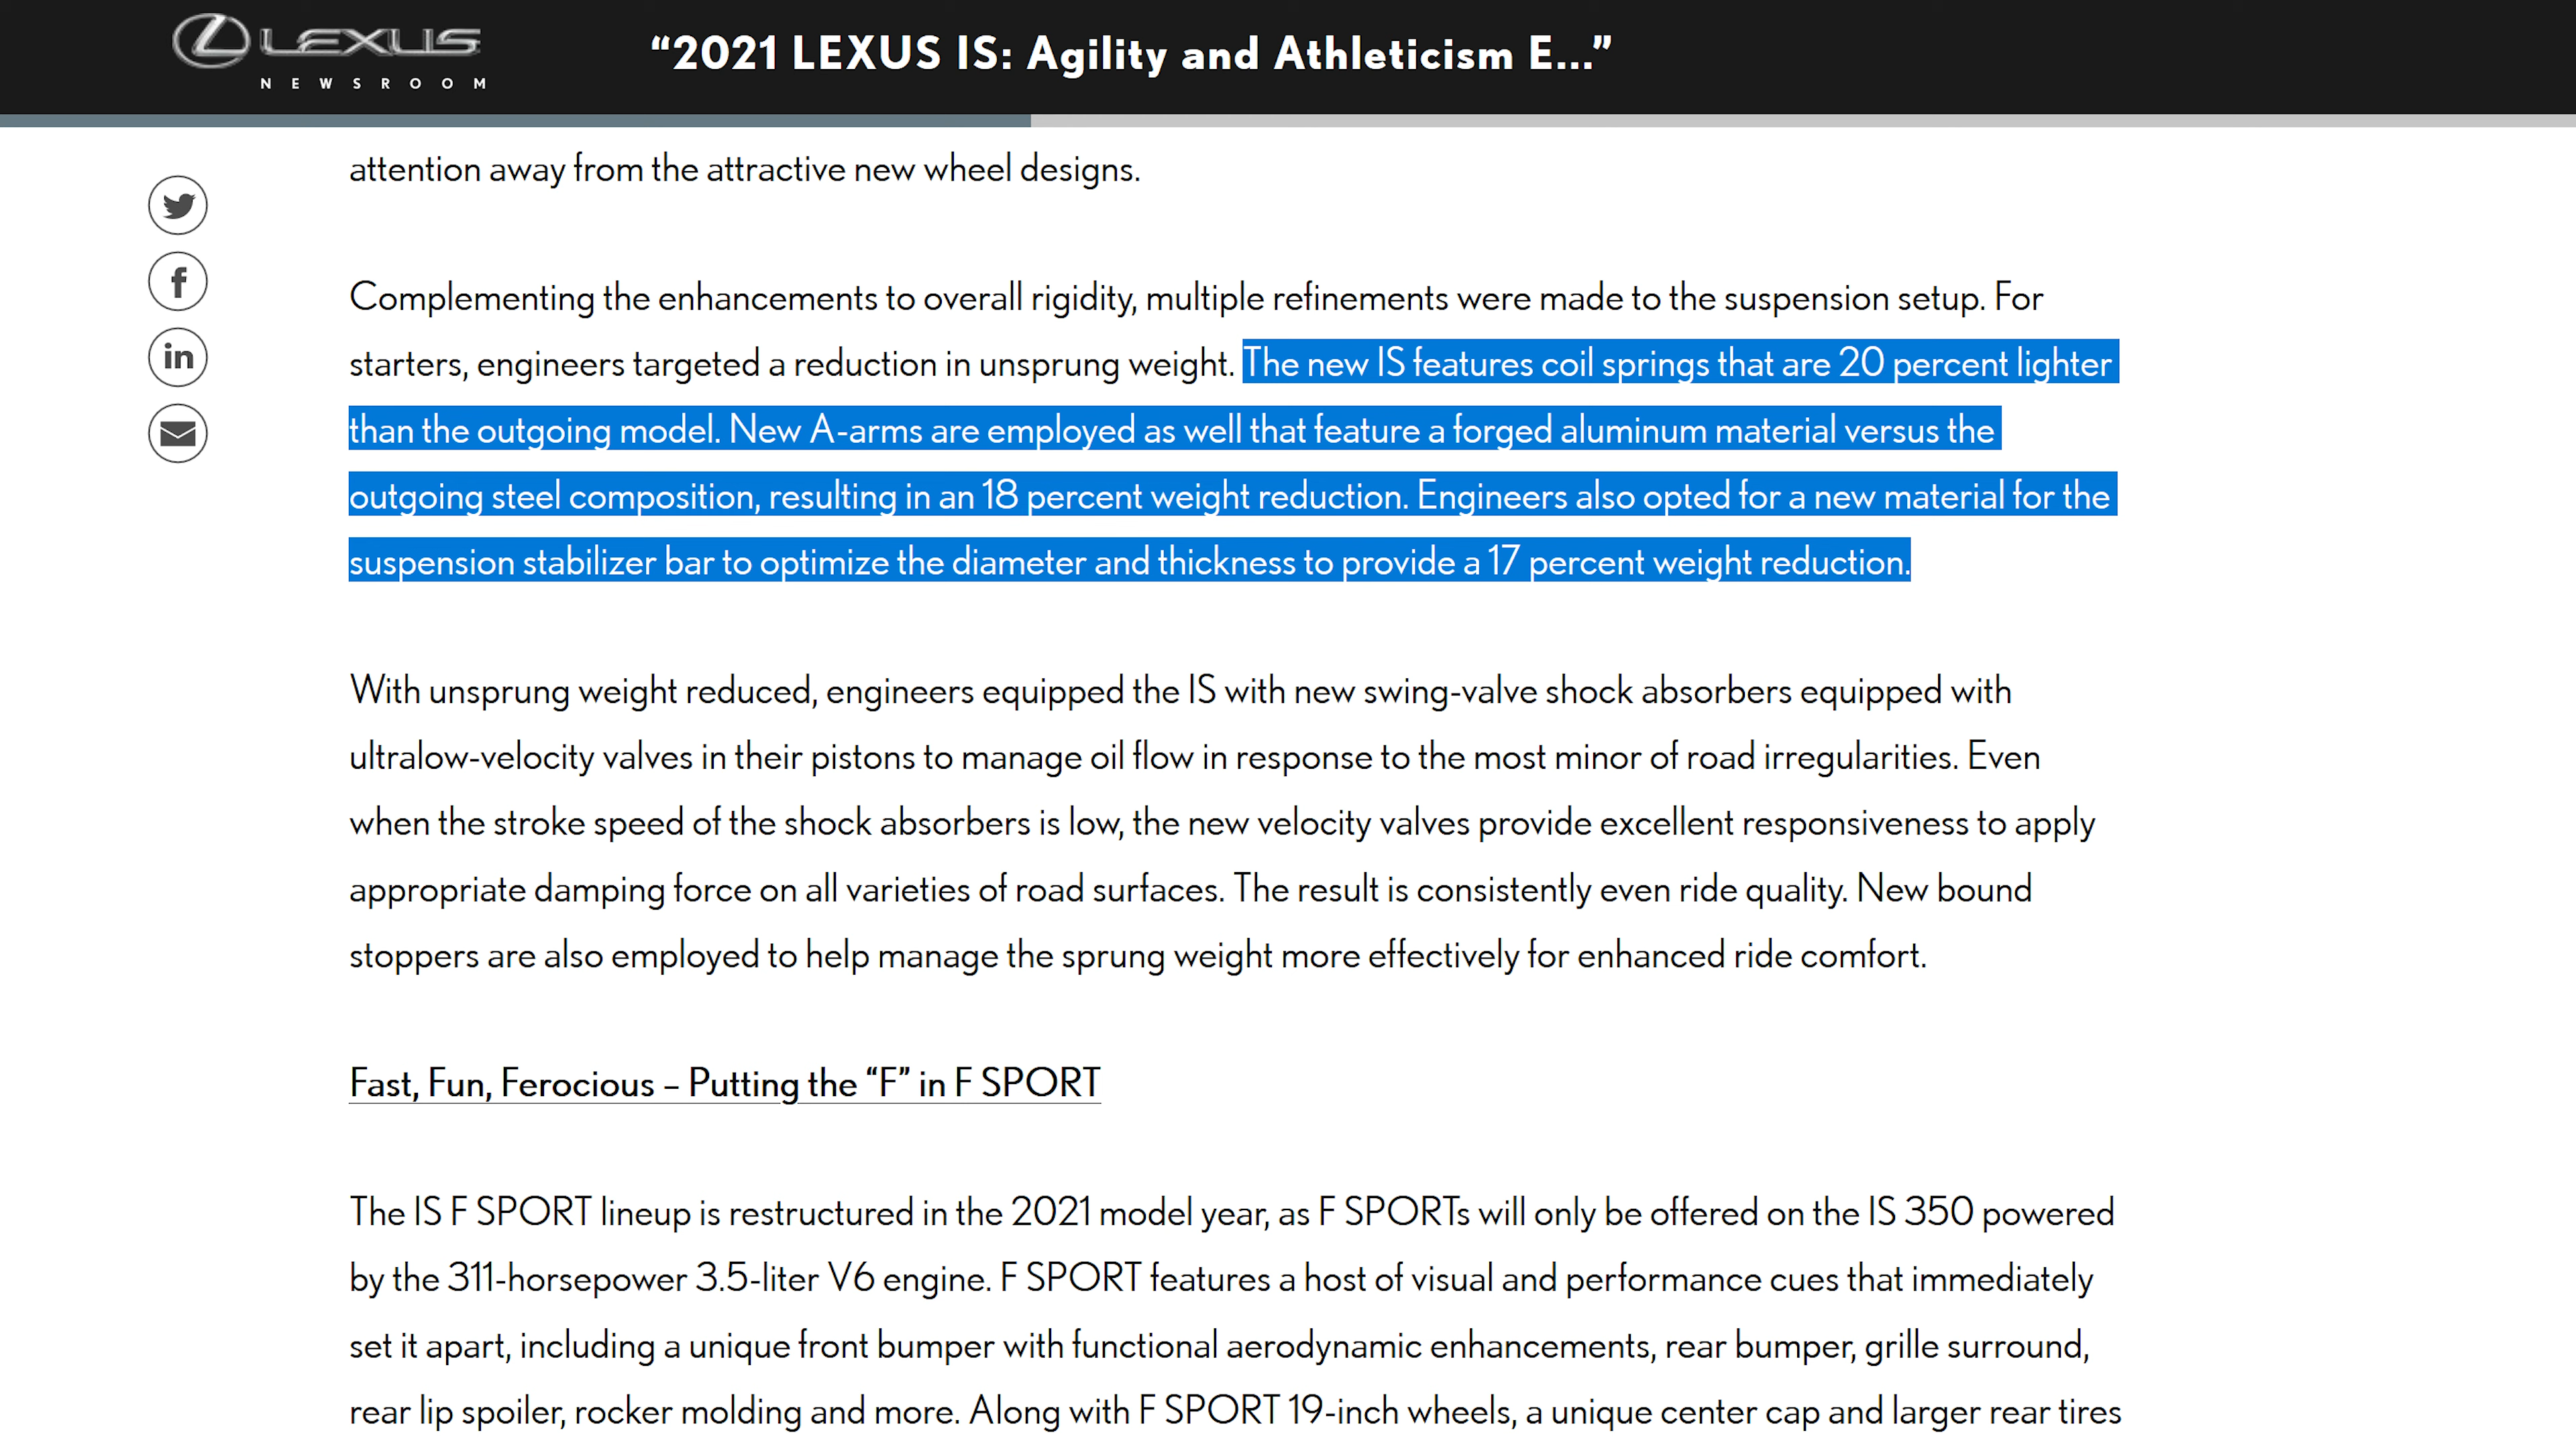 LEXUS
NEWSROOM
“2021 LEXUS IS: Agility and Athleticism E...”
attention away from the attractive new wheel designs.
Complementing the enhancements to overall rigidity, multiple refinements were made to the suspension setup. For
starters, engineers targeted a reduction in unsprung weight. The new IS features coil springs that are 20 percent lighter
than the outgoing model. New A-arms are employed as well that feature a forged aluminum material versus the
outgoing steel composition, resulting in an 18 percent weight reduction. Engineers also opted for a new material for the
suspension stabilizer bar to optimize the diameter and thickness to provide a 17 percent weight reduction.
With unsprung weight reduced, engineers equipped the IS with new swing-valve shock absorbers equipped with
ultralow-velocity valves in their pistons to manage oil flow in response to the most minor of road irregularities. Even
when the stroke speed of the shock absorbers is low, the new velocity valves provide excellent responsiveness to apply
appropriate damping force on all varieties of road surfaces. The result is consistently even ride quality. New bound
stoppers are also employed to help manage the sprung weight more effectively for enhanced ride comfort.
Fast, Fun, Ferocious – Putting the “F” in F SPORT
The IS F SPORT lineup is restructured in the 2021 model year, as F SPORTs will only be offered on the IS 350 powered
by the 311-horsepower 3.5-liter V6 engine. F SPORT features a host of visual and performance cues that immediately
set it apart, including a unique front bumper with functional aerodynamic enhancements, rear bumper, grille surround,
rear lip spoiler, rocker molding and more. Along with F SPORT 19-inch wheels, a unique center cap and larger rear tires